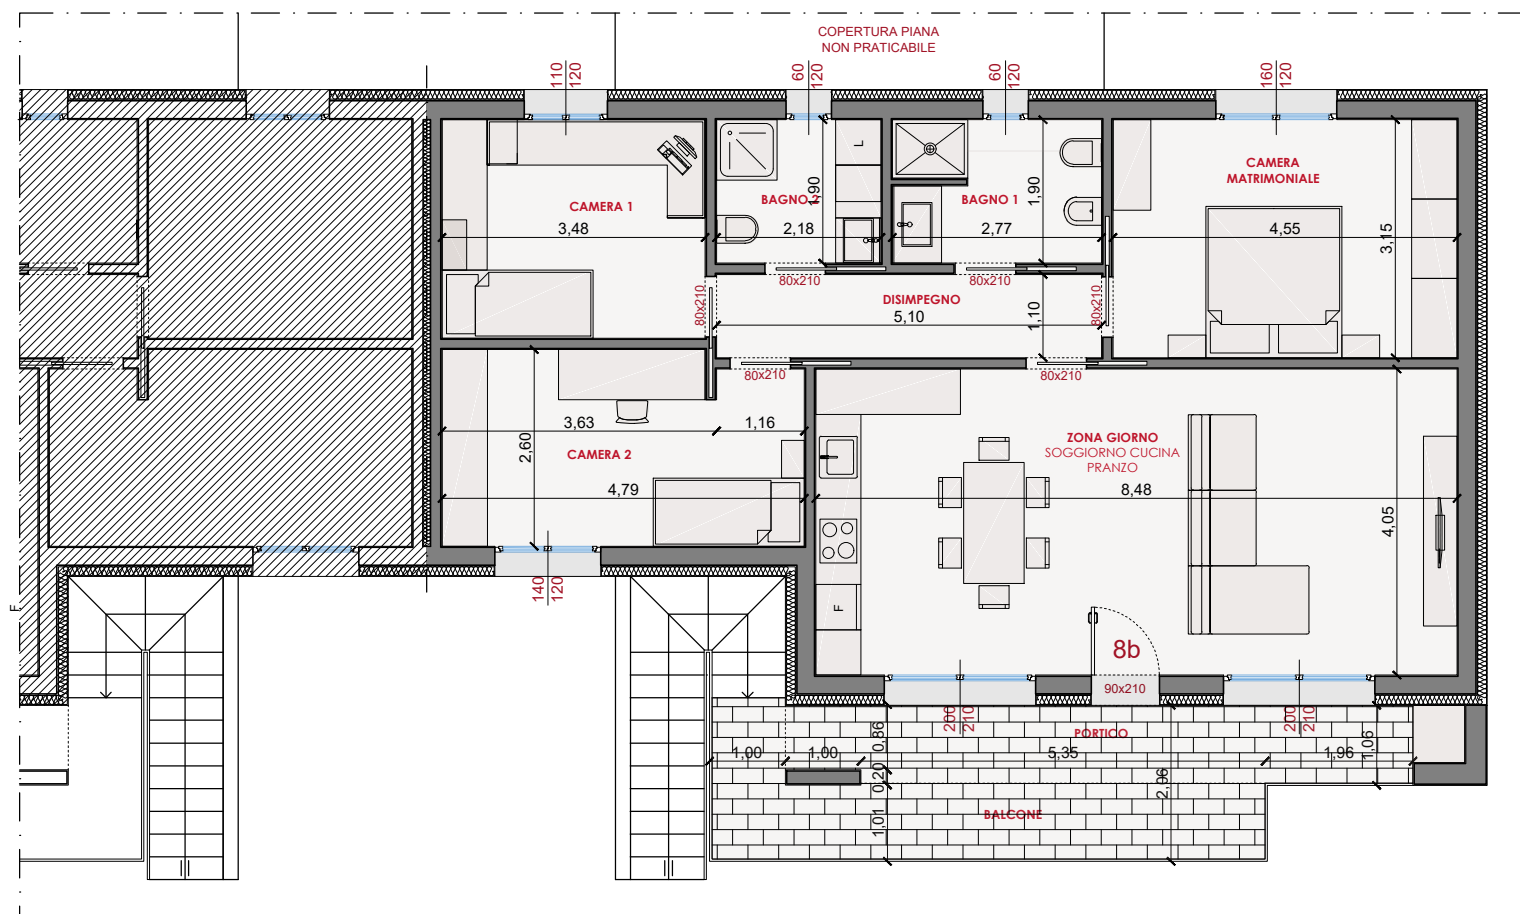 COPERTURA PIANA
NON PRATICABILE
110
120
60
120
60
120
160
120
CAMERA 1
3,48
BAGNO 2
1,90
2,18
L
BAGNO 1
1,90
2,77
CAMERA
MATRIMONIALE
4,55
3,15
80x210
80x210
80x210
80x210
DISIMPEGNO
5,10
1,10
80x210
80x210
3,63
1,16
2,60
CAMERA 2
4,79
ZONA GIORNO
SOGGIORNO CUCINA
PRANZO
8,48
4,05
140
120
F
F
8b
90x210
200
210
200
210
PORTICO
1,00
1,00
0,86
5,35
1,96
1,06
0,20
2,06
1,01
BALCONE